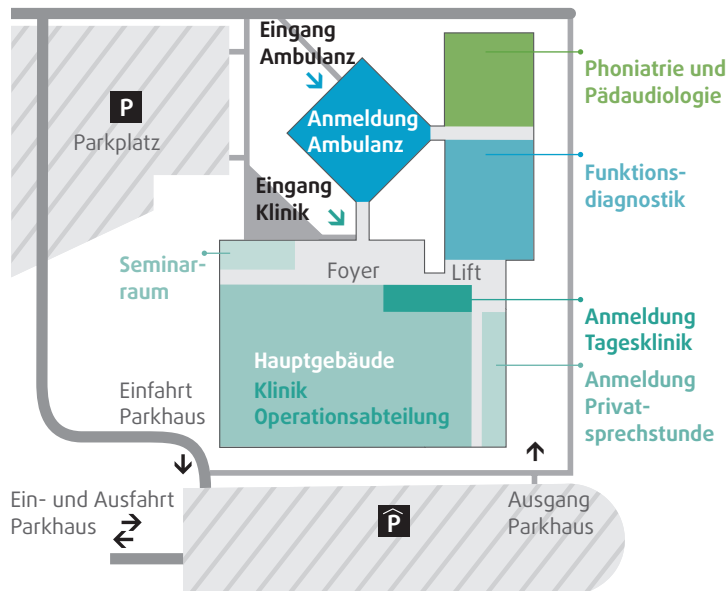 Eingang
Ambulanz
P
Parkplatz
Anmeldung
Ambulanz
Phoniatrie und
Pädaudiologie
Eingang
Klinik
Funktions-
diagnostik
Seminar-
raum
Foyer
Lift
Anmeldung
Tagesklinik
Hauptgebäude
Klinik
Operationsabteilung
Anmeldung
Privat-
sprechstunde
Einfahrt
Parkhaus
Ein- und Ausfahrt
Parkhaus
P
Ausgang
Parkhaus